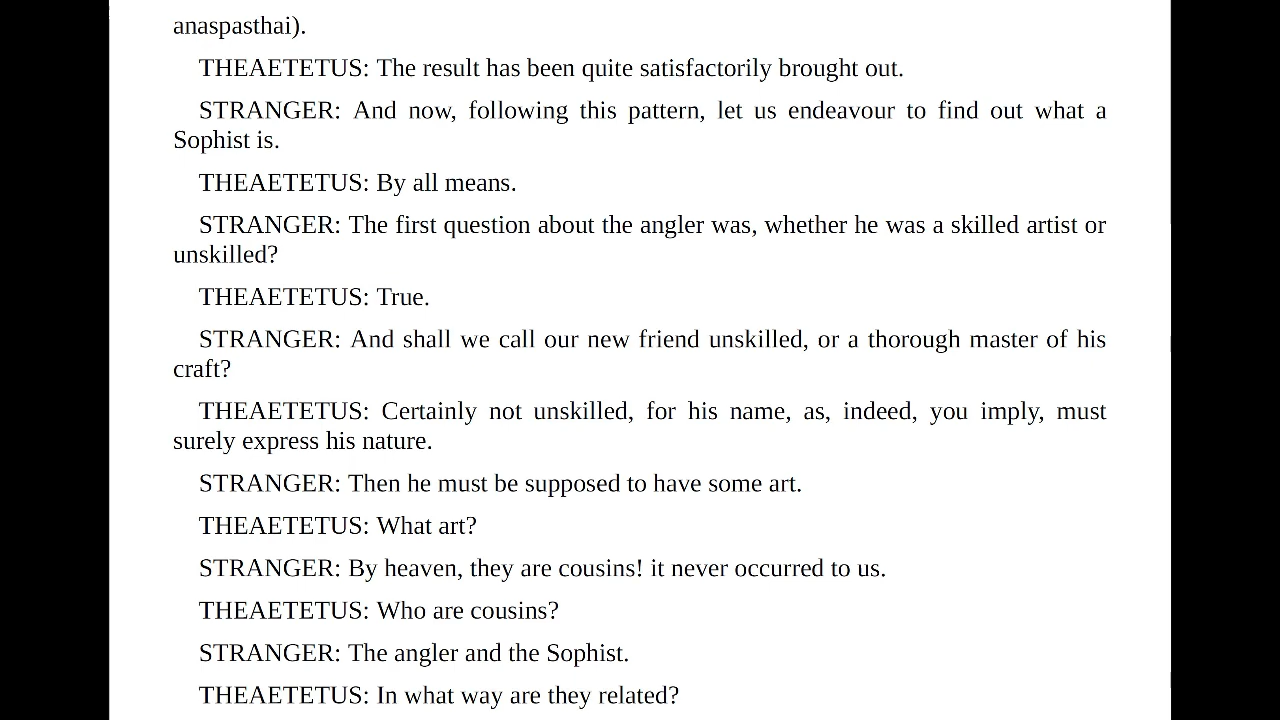 anaspasthai).
THEAETETUS: The result has been quite satisfactorily brought out.
STRANGER: And now, following this pattern, let us endeavour to find out what a
Sophist is.
THEAETETUS: By all means.
STRANGER: The first question about the angler was, whether he was a skilled artist or
unskilled?
THEAETETUS: True.
STRANGER: And shall we call our new friend unskilled, or a thorough master of his
craft?
THEAETETUS: Certainly not unskilled, for his name, as, indeed, you imply, must
surely express his nature.
STRANGER: Then he must be supposed to have some art.
THEAETETUS: What art?
STRANGER: By heaven, they are cousins! it never occurred to us.
THEAETETUS: Who are cousins?
STRANGER: The angler and the Sophist.
THEAETETUS: In what way are they related?